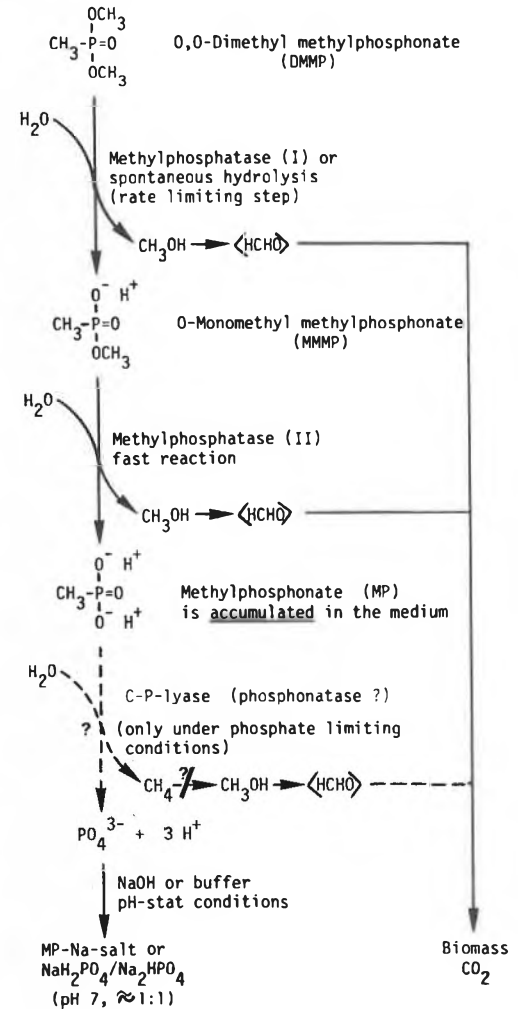 OCH3
CH3-P=O
OCH3
O,O-Dimethyl methylphosphonate
(DMMP)
H2O
Methylphosphatase (I) or
spontaneous hydrolysis
(rate limiting step)
CH3OH → <HCHO>
O- H+
CH3-P=O
OCH3
O-Monomethyl methylphosphonate
(MMMP)
H2O
Methylphosphatase (II)
fast reaction
CH3OH → <HCHO>
O- H+
CH3-P=O
O- H+
Methylphosphonate (MP)
is accumulated in the medium
H2O
C-P-lyase (phosphonatase ?)
? (only under phosphate limiting
conditions)
?
CH4 → CH3OH → <HCHO>
PO4 3- + 3 H+
NaOH or buffer
pH-stat conditions
MP-Na-salt or
NaH2PO4/Na2HPO4
(pH 7, ≈1:1)
Biomass
CO2